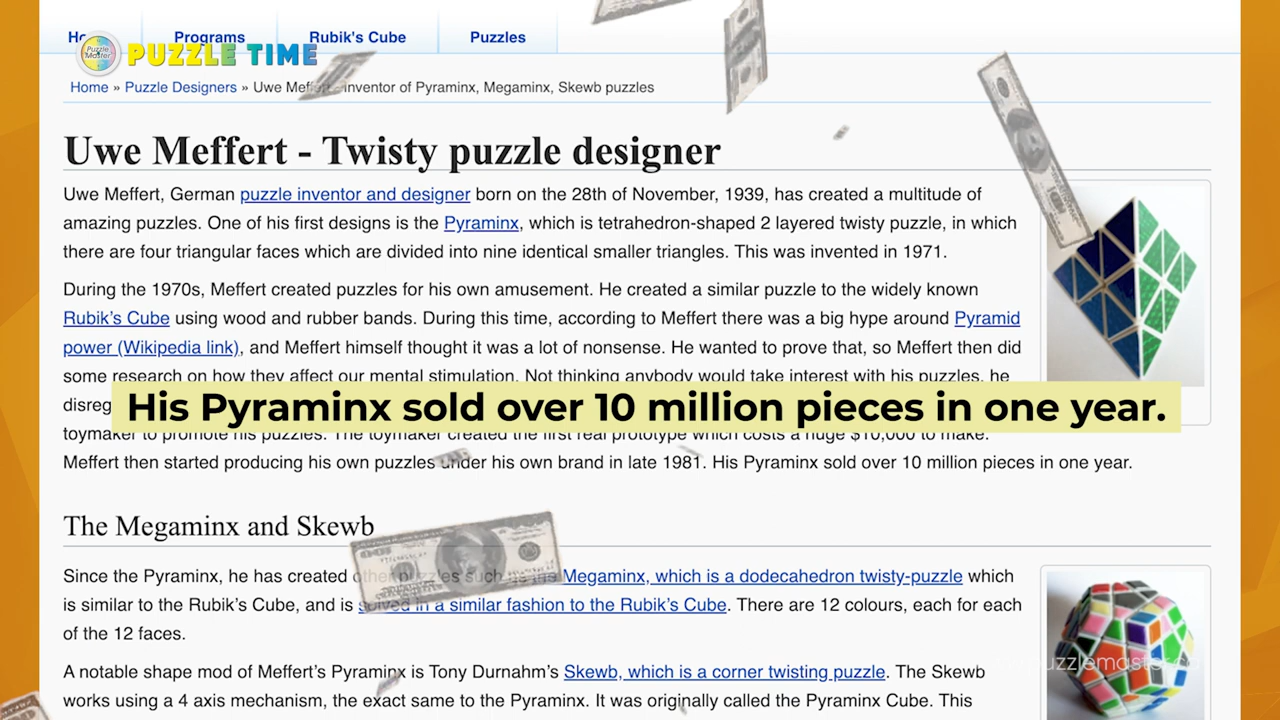 Programs
Rubik's Cube
Puzzles
Puzzle Master
PUZZLE TIME
Home » Puzzle Designers » Uwe Meffert - Inventor of Pyraminx, Megaminx, Skewb puzzles
Uwe Meffert - Twisty puzzle designer
Uwe Meffert, German puzzle inventor and designer born on the 28th of November, 1939, has created a multitude of
amazing puzzles. One of his first designs is the Pyraminx, which is tetrahedron-shaped 2 layered twisty puzzle, in which
there are four triangular faces which are divided into nine identical smaller triangles. This was invented in 1971.
During the 1970s, Meffert created puzzles for his own amusement. He created a similar puzzle to the widely known
Rubik's Cube using wood and rubber bands. During this time, according to Meffert there was a big hype around Pyramid
power (Wikipedia link), and Meffert himself thought it was a lot of nonsense. He wanted to prove that, so Meffert then did
some research on how they affect our mental stimulation. Not thinking anybody would take interest with his puzzles, he
His Pyraminx sold over 10 million pieces in one year.
toymaker to promote his puzzles. The toymaker created the first real prototype which costs a huge $10,000 to make.
Meffert then started producing his own puzzles under his own brand in late 1981. His Pyraminx sold over 10 million pieces in one year.
The Megaminx and Skewb
Since the Pyraminx, he has created other puzzles such as the Megaminx, which is a dodecahedron twisty-puzzle which
is similar to the Rubik's Cube, and is solved in a similar fashion to the Rubik's Cube. There are 12 colours, each for each
of the 12 faces.
A notable shape mod of Meffert's Pyraminx is Tony Durnahm's Skewb, which is a corner twisting puzzle. The Skewb
works using a 4 axis mechanism, the exact same to the Pyraminx. It was originally called the Pyraminx Cube. This